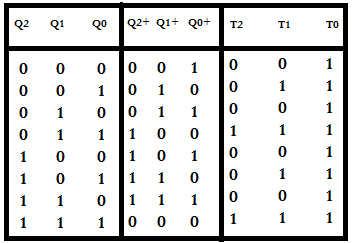 Q2 Q1 Q0 Q2+ Q1+ Q0+ T2 T1 T0
0 0 0 0 0 1 0 0 1
0 0 1 0 1 0 0 1 1
0 1 0 0 1 1 0 0 1
0 1 1 1 0 0 1 1 1
1 0 0 1 0 1 0 0 1
1 0 1 1 1 0 0 1 1
1 1 0 1 1 1 0 0 1
1 1 1 0 0 0 1 1 1